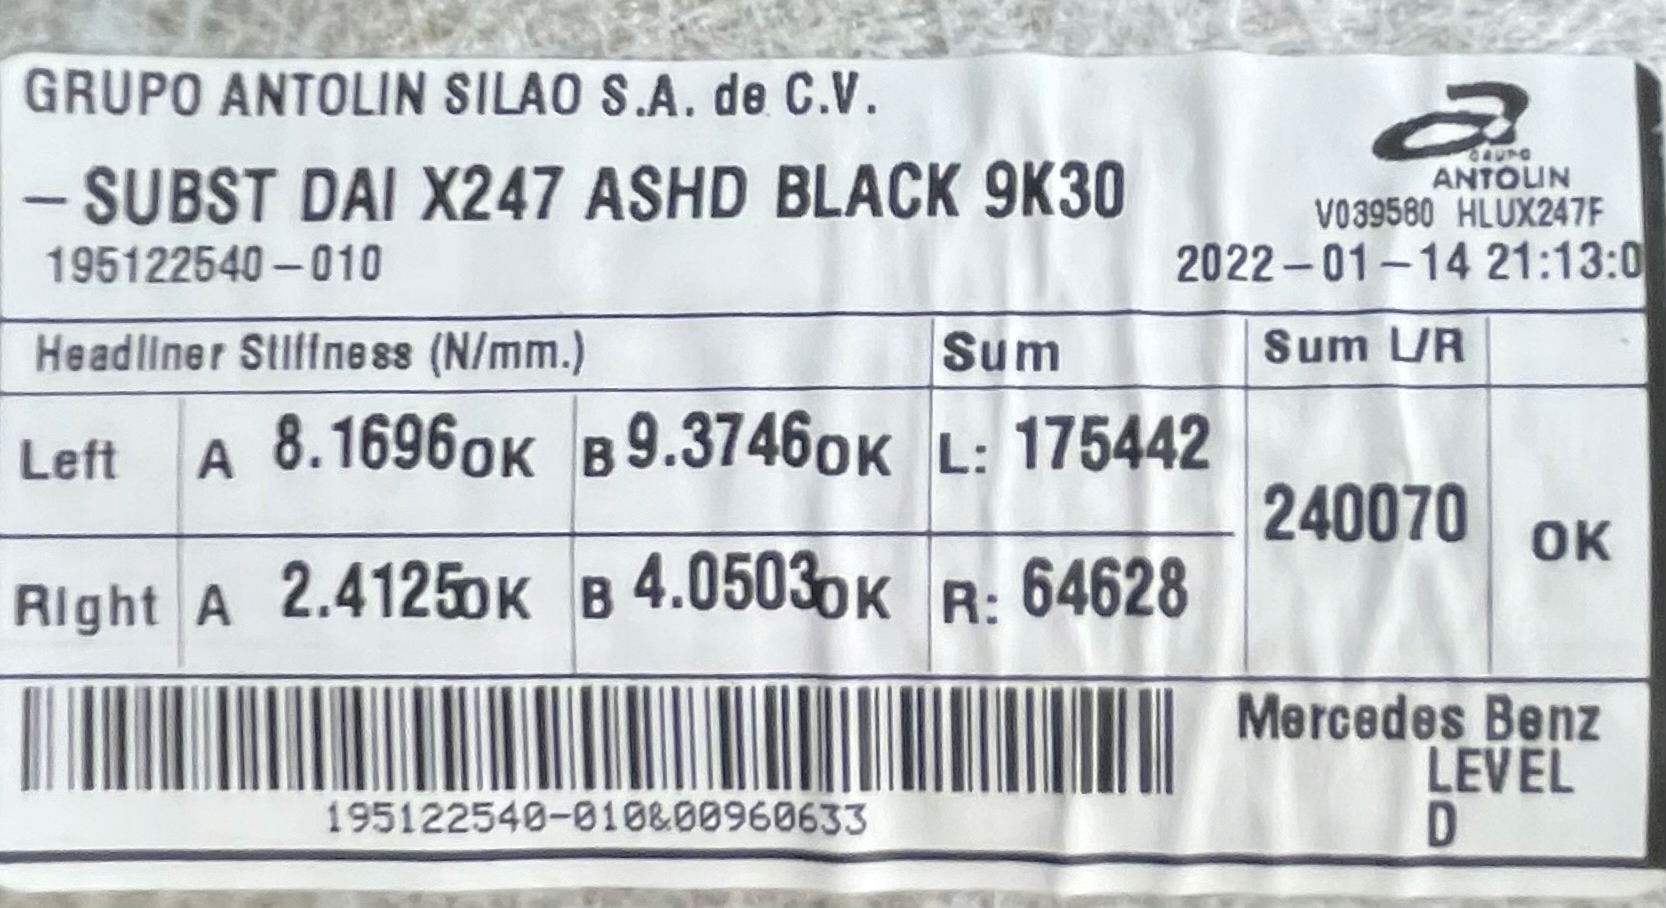 GRUPO ANTOLIN SILAO S.A. de C.V.
GRUPO
ANTOLIN
– SUBST DAI X247 ASHD BLACK 9K30
V039580 HLUX247F
195122540–010
2022–01–14 21:13:0
Headliner Stiffness (N/mm.) Sum Sum L/R
Left A 8.1696 OK B 9.3746 OK L: 175442
240070 OK
Right A 2.4125 OK B 4.0503 OK R: 64628
195122540-010&00960633
Mercedes Benz
LEVEL
D